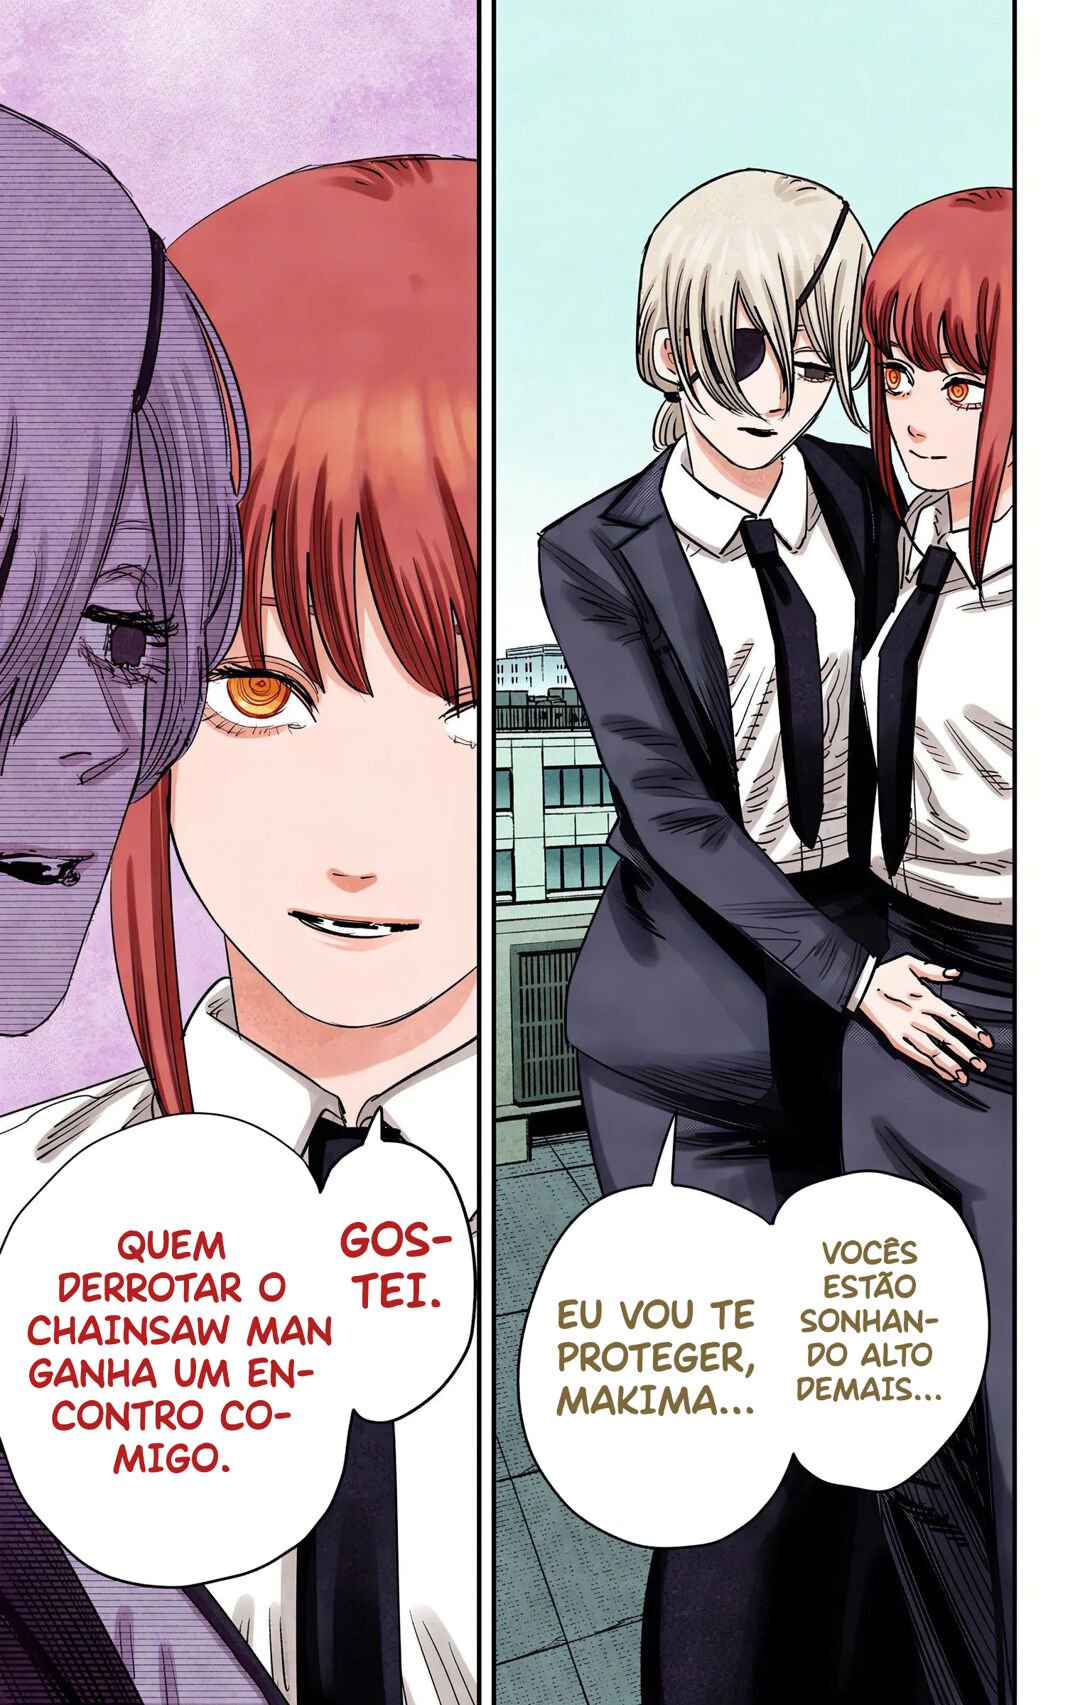 VOCÊS
ESTÃO
SONHAN-
DO ALTO
DEMAIS...
EU VOU TE
PROTEGER,
MAKIMA...
GOS-
TEI.
QUEM
DERROTAR O
CHAINSAW MAN
GANHA UM EN-
CONTRO CO-
MIGO.